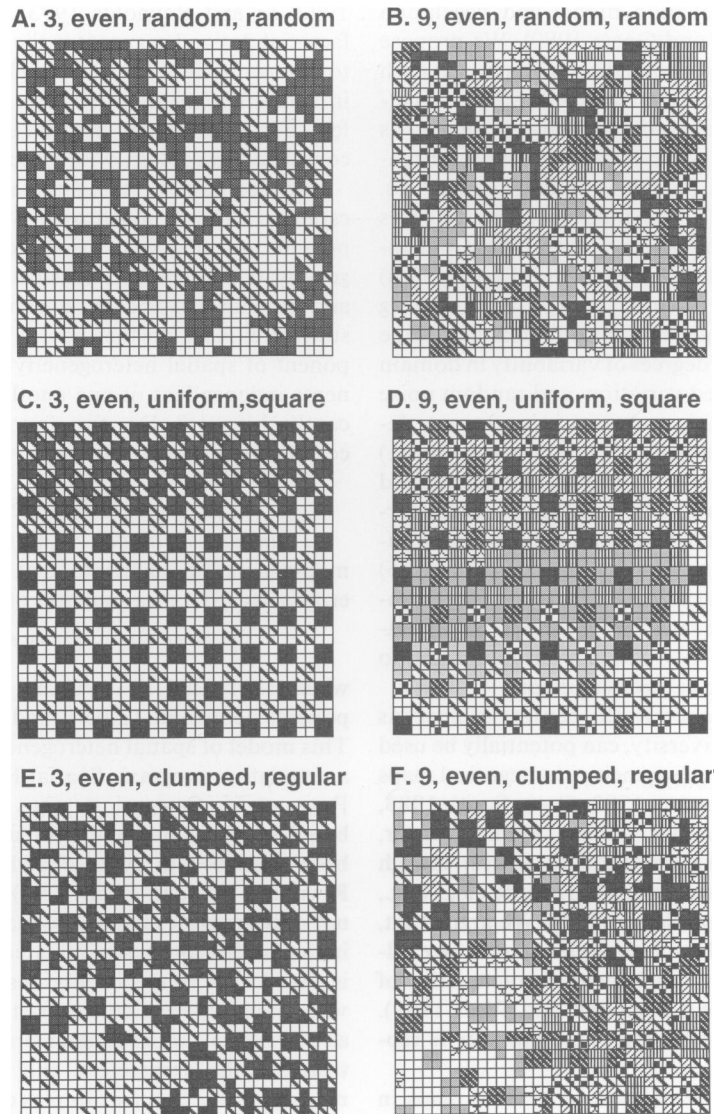 A. 3, even, random, random
B. 9, even, random, random
C. 3, even, uniform,square
D. 9, even, uniform, square
E. 3, even, clumped, regular
F. 9, even, clumped, regular